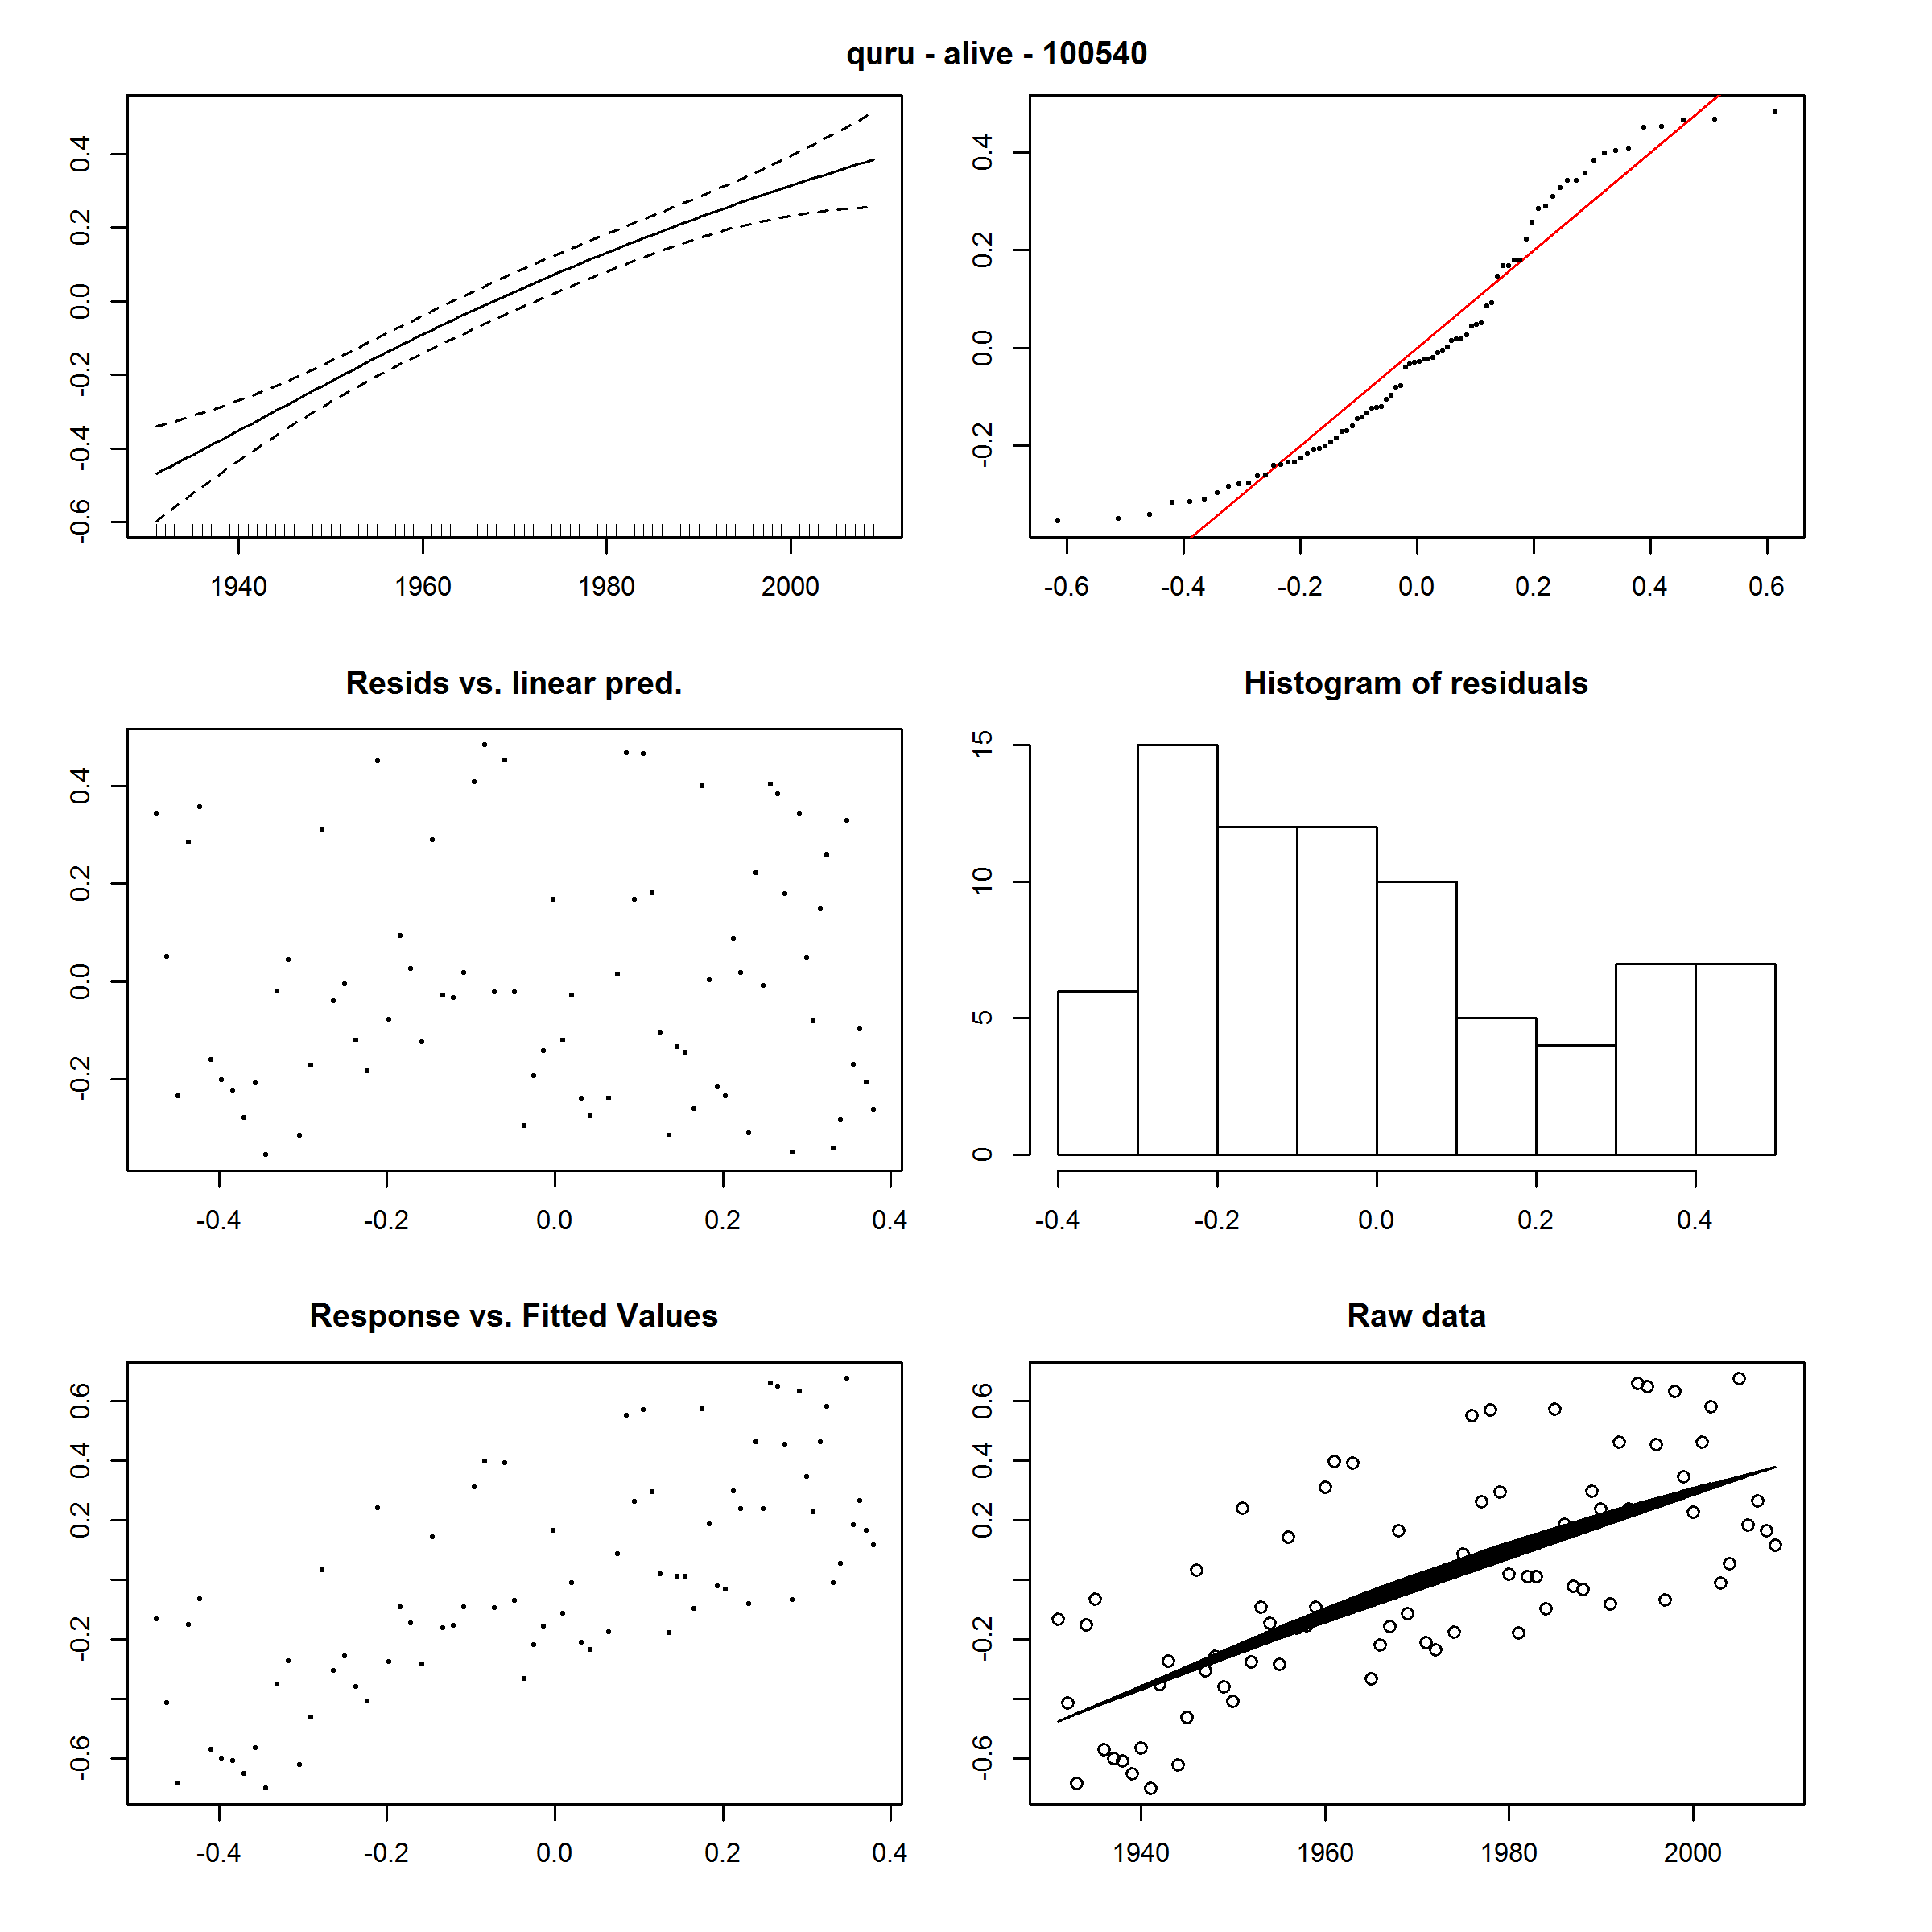 quru - alive - 100540
-0.6 -0.4 -0.2 0.0 0.2 0.4
1940 1960 1980 2000
-0.2 0.0 0.2 0.4
-0.6 -0.4 -0.2 0.0 0.2 0.4 0.6
Resids vs. linear pred.
-0.2 0.0 0.2 0.4
-0.4 -0.2 0.0 0.2 0.4
Histogram of residuals
0 5 10 15
-0.4 -0.2 0.0 0.2 0.4
Response vs. Fitted Values
-0.6 -0.2 0.2 0.4 0.6
-0.4 -0.2 0.0 0.2 0.4
Raw data
-0.6 -0.2 0.2 0.4 0.6
1940 1960 1980 2000